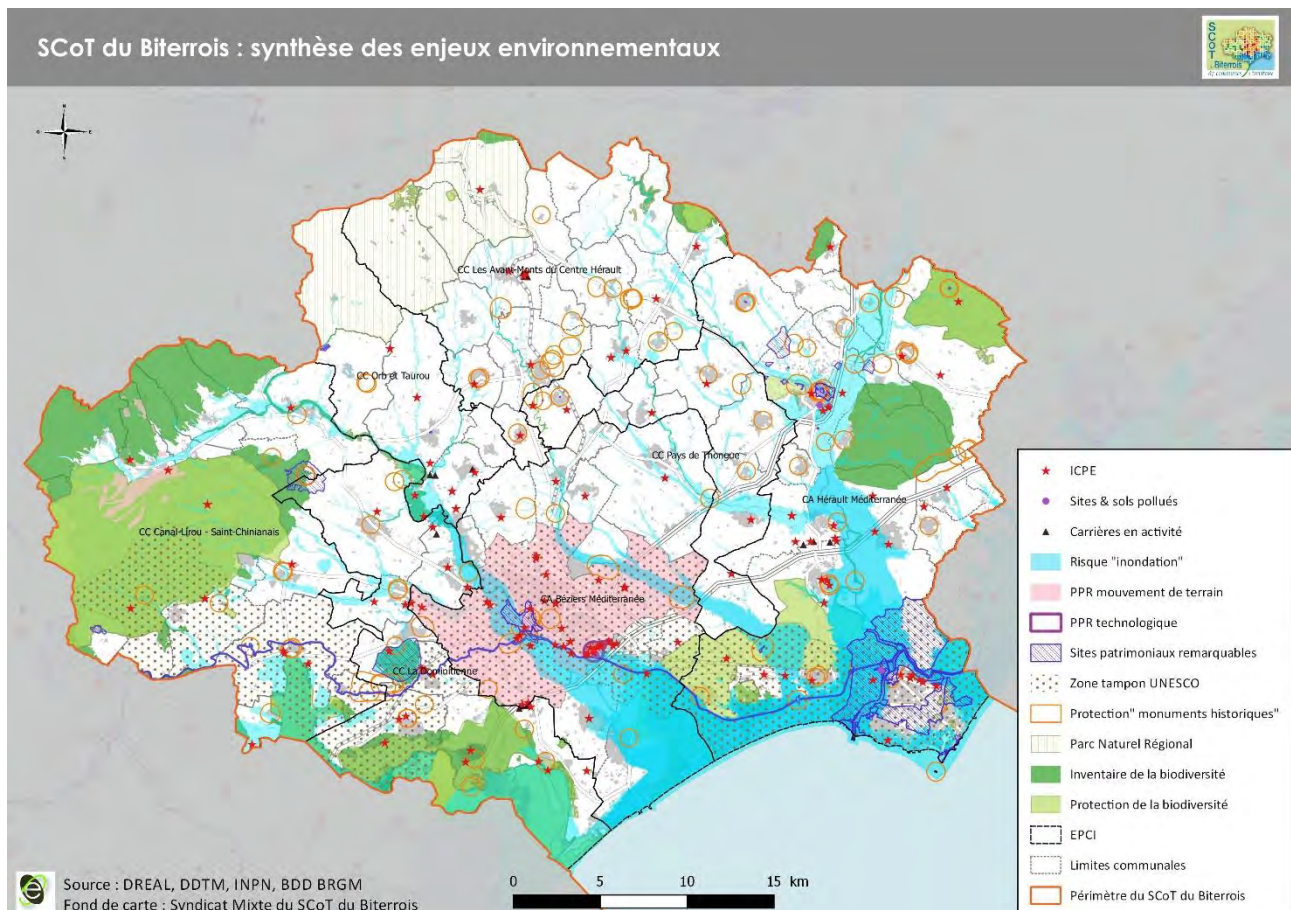 SCoT du Biterrois : synthèse des enjeux environnementaux
S
C
O
T
du
Biterrois
CC Les Avant-Monts du Centre Hérault
CC Orb et Taurou
CC Pays de Thongue
CA Hérault Méditerranée
CC Canal-Lirou - Saint-Chinianais
CA Béziers Méditerranée
CC La Domitienne
ICPE
Sites & sols pollués
Carrières en activité
Risque "inondation"
PPR mouvement de terrain
PPR technologique
Sites patrimoniaux remarquables
Zone tampon UNESCO
Protection" monuments historiques"
Parc Naturel Régional
Inventaire de la biodiversité
Protection de la biodiversité
EPCI
Limites communales
Périmètre du SCoT du Biterrois
Source : DREAL, DDTM, INPN, BDD BRGM
Fond de carte : Syndicat Mixte du SCoT du Biterrois
0 5 10 15 km